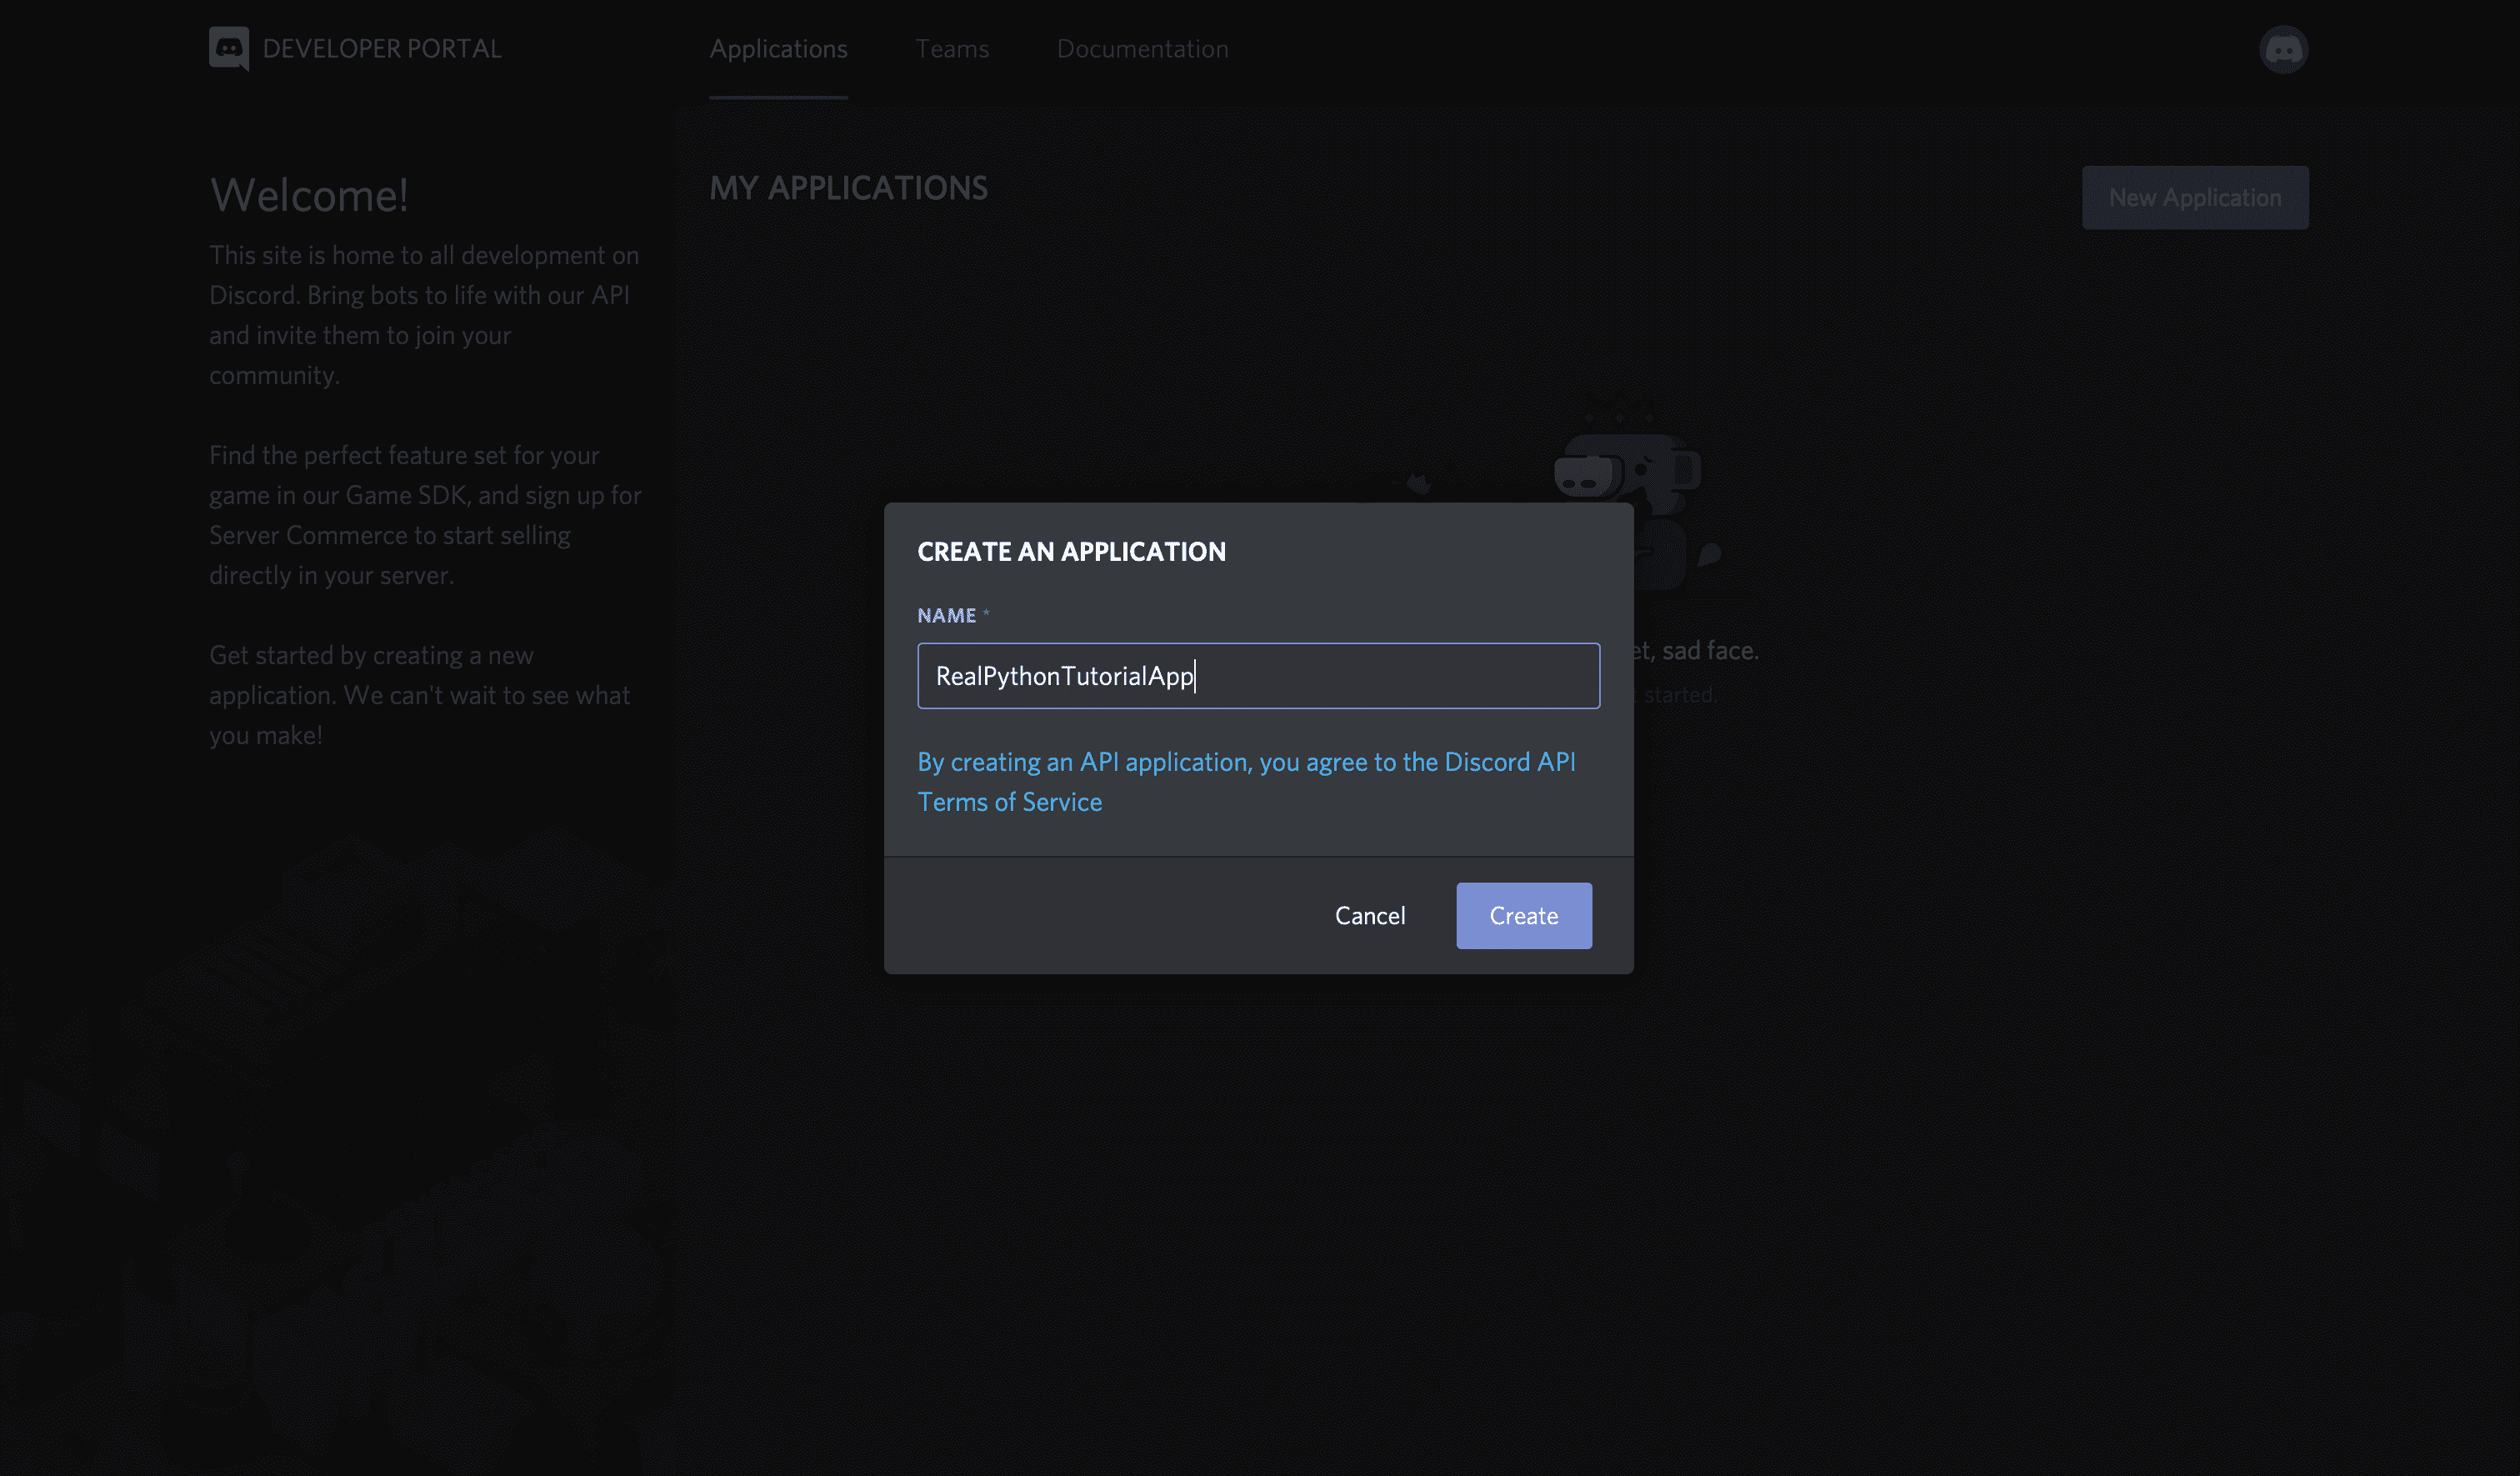 DEVELOPER PORTAL
Applications
Teams
Documentation
Welcome!
This site is home to all development on
Discord. Bring bots to life with our API
and invite them to join your
community.
Find the perfect feature set for your
game in our Game SDK, and sign up for
Server Commerce to start selling
directly in your server.
Get started by creating a new
application. We can't wait to see what
you make!
MY APPLICATIONS
New Application
CREATE AN APPLICATION
NAME *
RealPythonTutorialApp
By creating an API application, you agree to the Discord API
Terms of Service
Cancel
Create
sad face.
started.